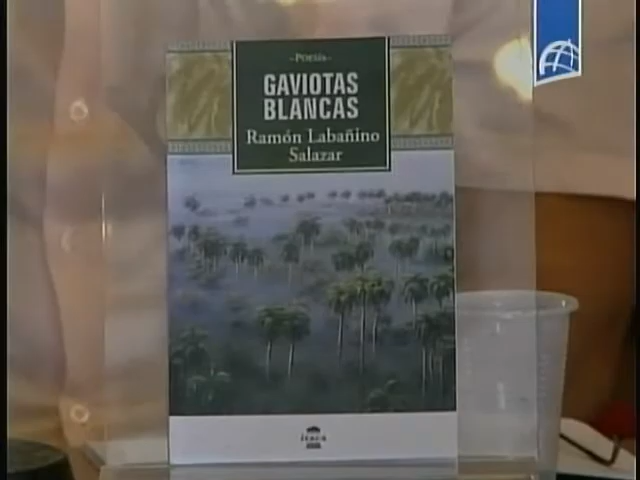 -POESÍA-
GAVIOTAS
BLANCAS
Ramón Labañino
Salazar